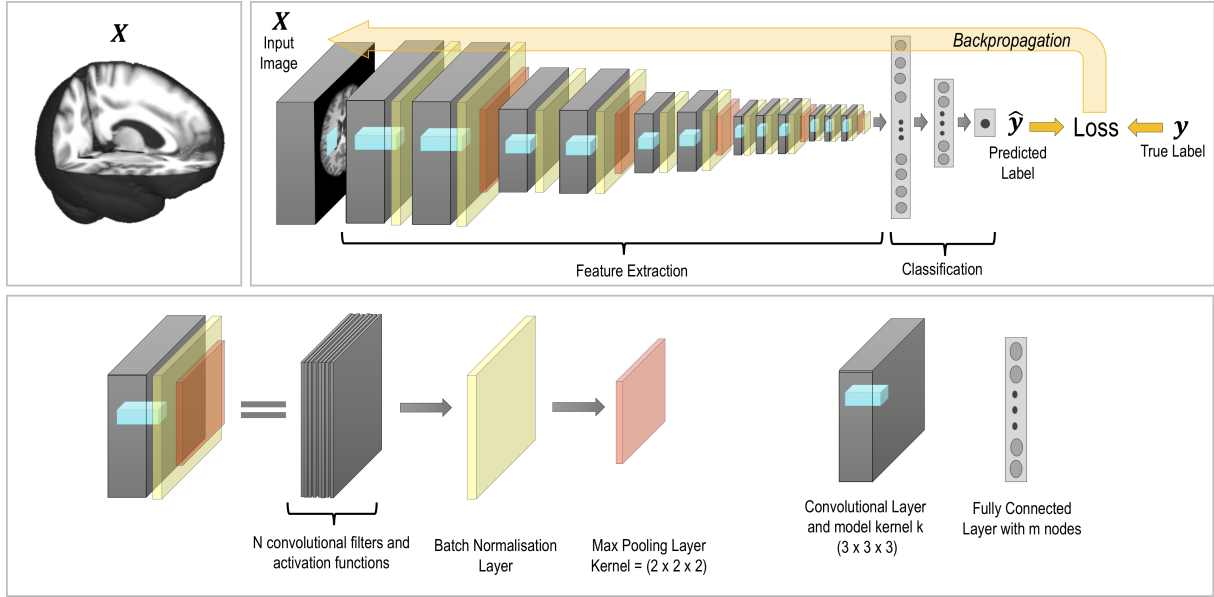 X
X
Input
Image
Backpropagation
ŷ
Predicted
Label
Loss
y
True Label
Feature Extraction
Classification
N convolutional filters and
activation functions
Batch Normalisation
Layer
Max Pooling Layer
Kernel = (2 x 2 x 2)
Convolutional Layer
and model kernel k
(3 x 3 x 3)
Fully Connected
Layer with m nodes